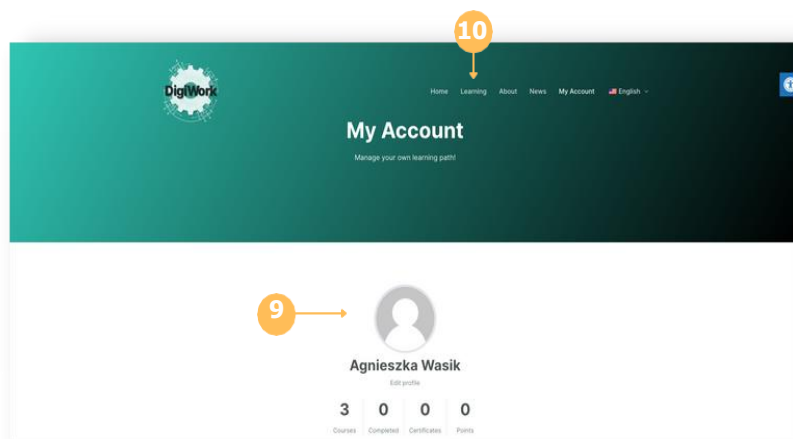 10
DigiWork
Home Learning About News My Account English
My Account
Manage your own learning path!
9
Agnieszka Wasik
Edit profile
3 0 0 0
Courses Completed Certificates Points